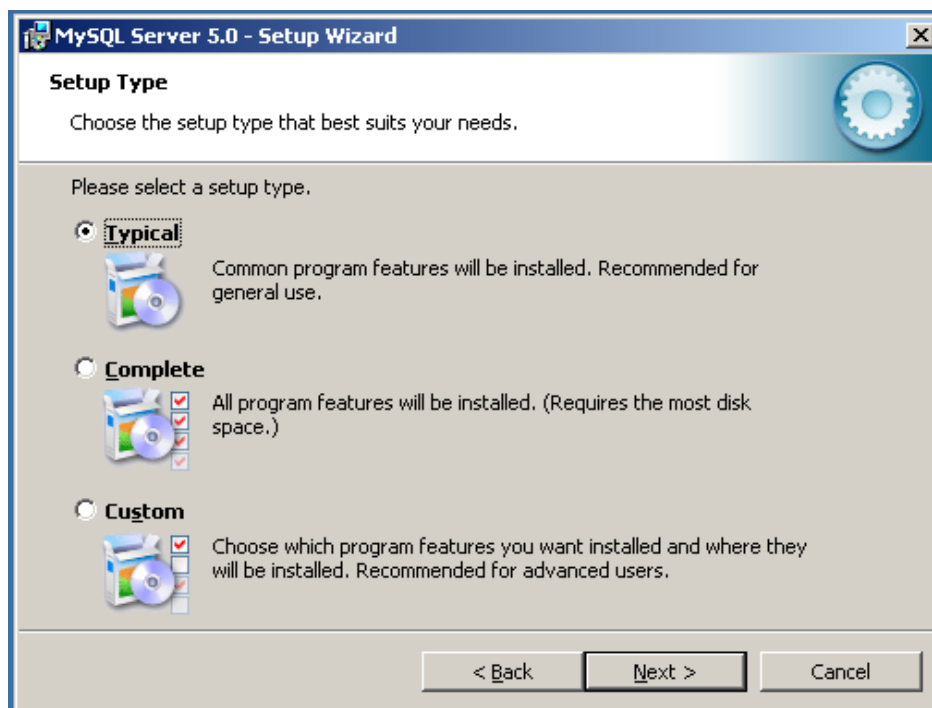 MySQL Server 5.0 - Setup Wizard
Setup Type
Choose the setup type that best suits your needs.
Please select a setup type.
Typical
Common program features will be installed. Recommended for
general use.
Complete
All program features will be installed. (Requires the most disk
space.)
Custom
Choose which program features you want installed and where they
will be installed. Recommended for advanced users.
< Back
Next >
Cancel